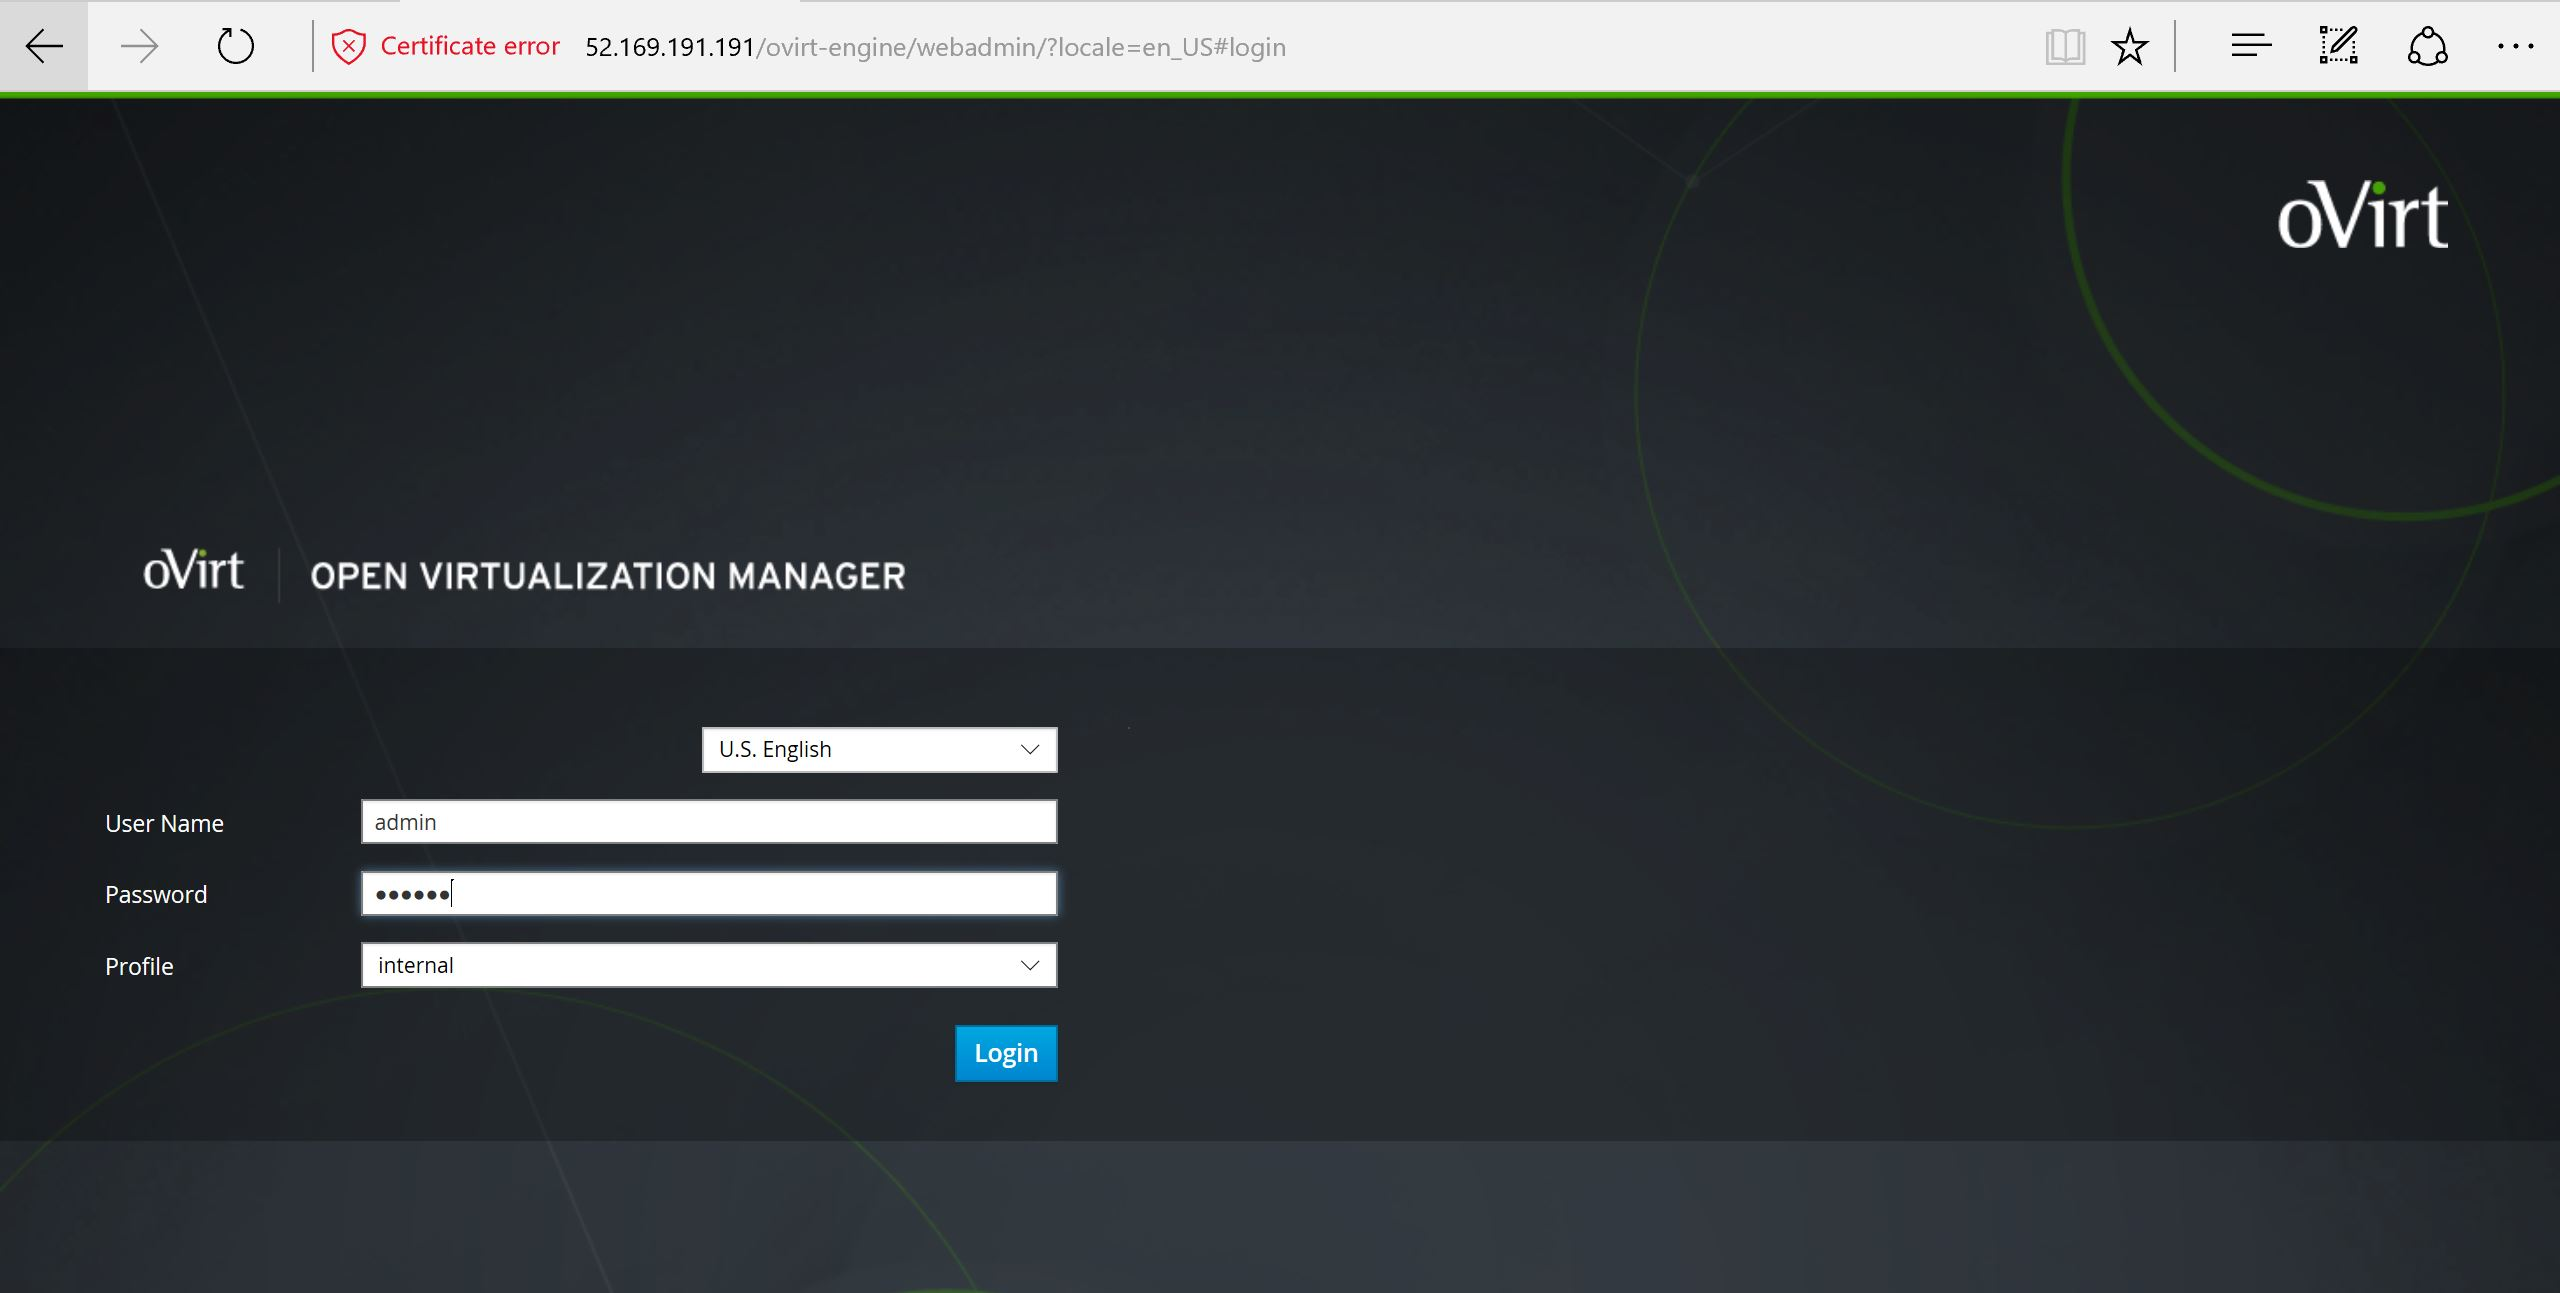 Certificate error 52.169.191.191/ovirt-engine/webadmin/?locale=en_US#login
oVirt
oVirt OPEN VIRTUALIZATION MANAGER
U.S. English
User Name admin
Password ••••••
Profile internal
Login